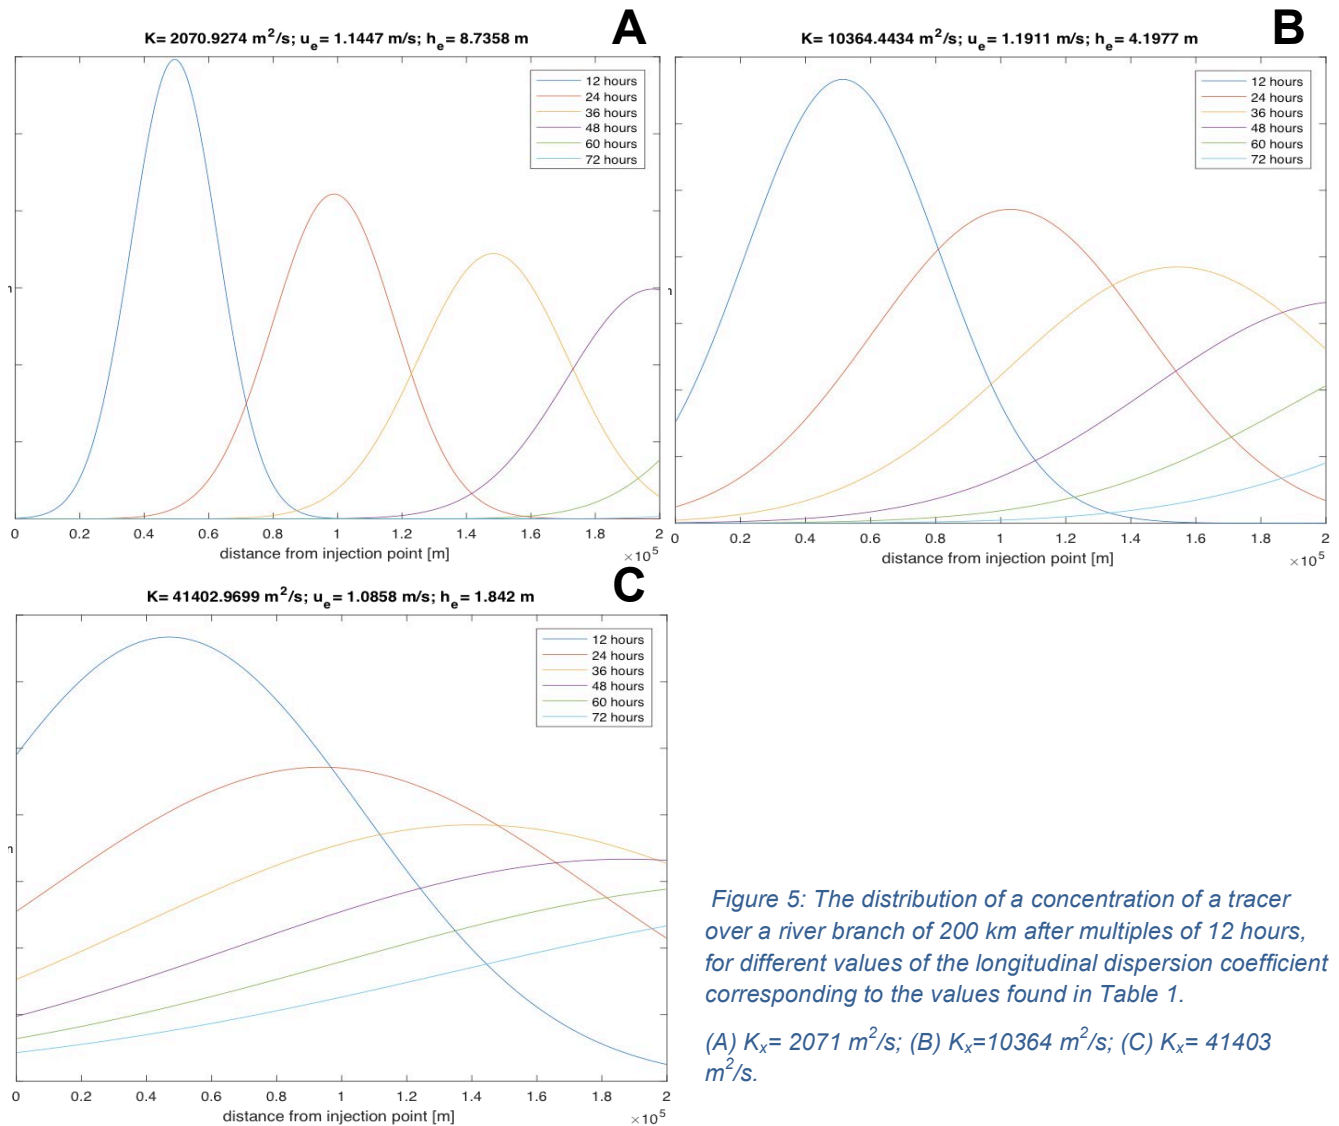 A
K= 2070.9274 m²/s; uₑ= 1.1447 m/s; hₑ= 8.7358 m
12 hours
24 hours
36 hours
48 hours
60 hours
72 hours
0 0.2 0.4 0.6 0.8 1 1.2 1.4 1.6 1.8 2
distance from injection point [m]
×10⁵
B
K= 10364.4434 m²/s; uₑ= 1.1911 m/s; hₑ= 4.1977 m
12 hours
24 hours
36 hours
48 hours
60 hours
72 hours
0 0.2 0.4 0.6 0.8 1 1.2 1.4 1.6 1.8 2
distance from injection point [m]
×10⁵
C
K= 41402.9699 m²/s; uₑ= 1.0858 m/s; hₑ= 1.842 m
12 hours
24 hours
36 hours
48 hours
60 hours
72 hours
0 0.2 0.4 0.6 0.8 1 1.2 1.4 1.6 1.8 2
distance from injection point [m]
×10⁵
Figure 5: The distribution of a concentration of a tracer
over a river branch of 200 km after multiples of 12 hours,
for different values of the longitudinal dispersion coefficient
corresponding to the values found in Table 1.
(A) Kₓ= 2071 m²/s; (B) Kₓ=10364 m²/s; (C) Kₓ= 41403
m²/s.